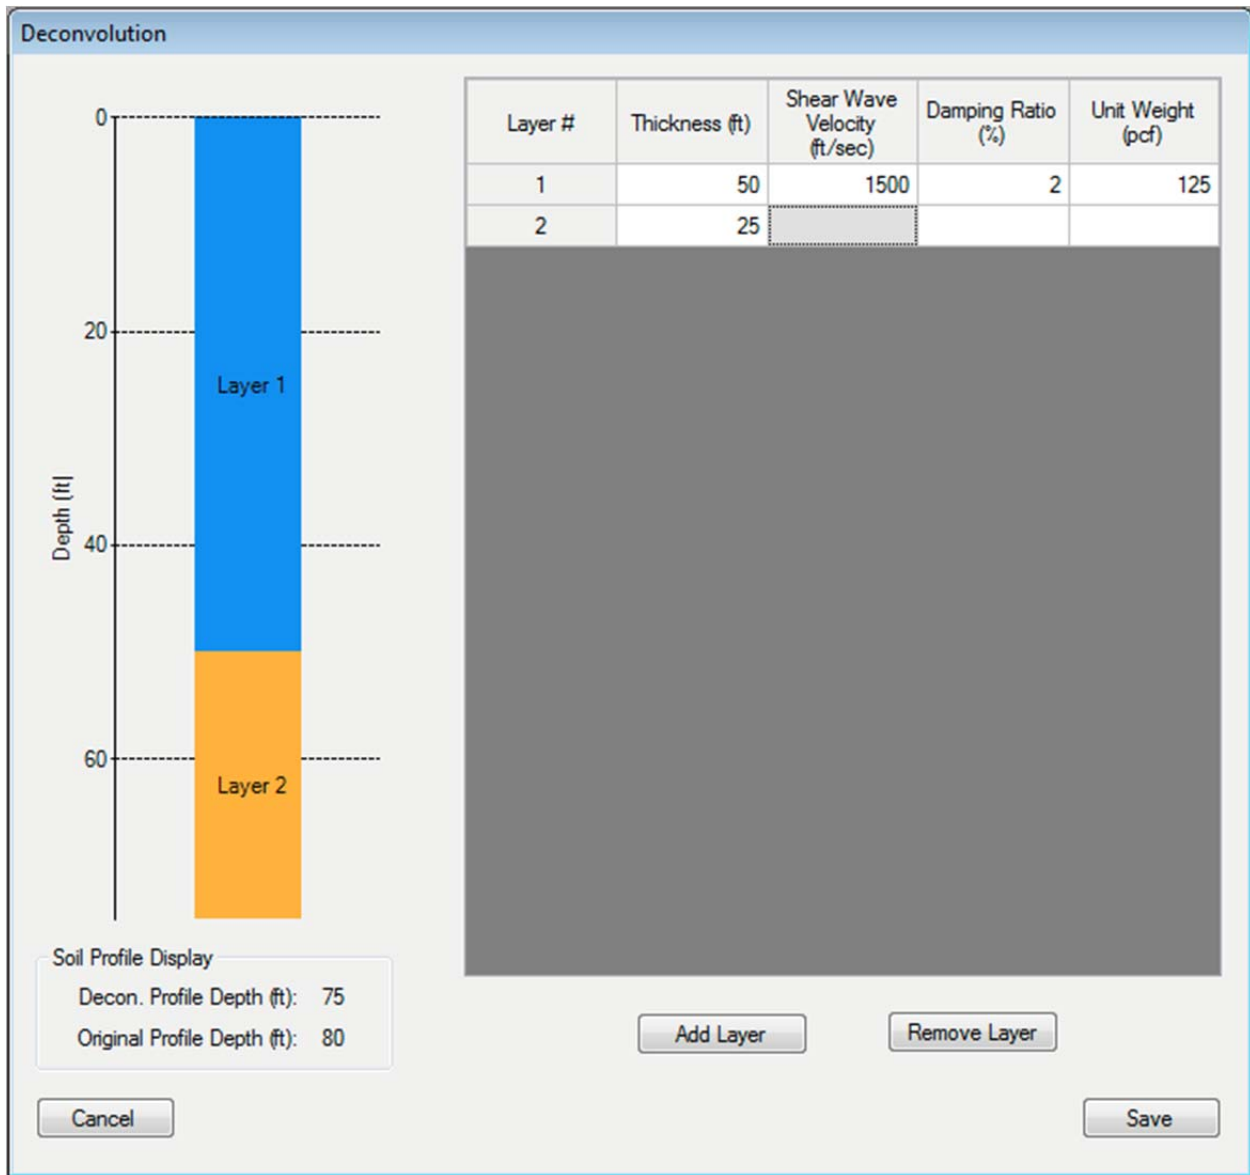 Deconvolution
0
20
40
60
Depth (ft)
Layer 1
Layer 2
Layer # Thickness (ft) Shear Wave Velocity (ft/sec) Damping Ratio (%) Unit Weight (pcf)
1 50 1500 2 125
2 25
Soil Profile Display
Decon. Profile Depth (ft): 75
Original Profile Depth (ft): 80
Add Layer
Remove Layer
Cancel
Save